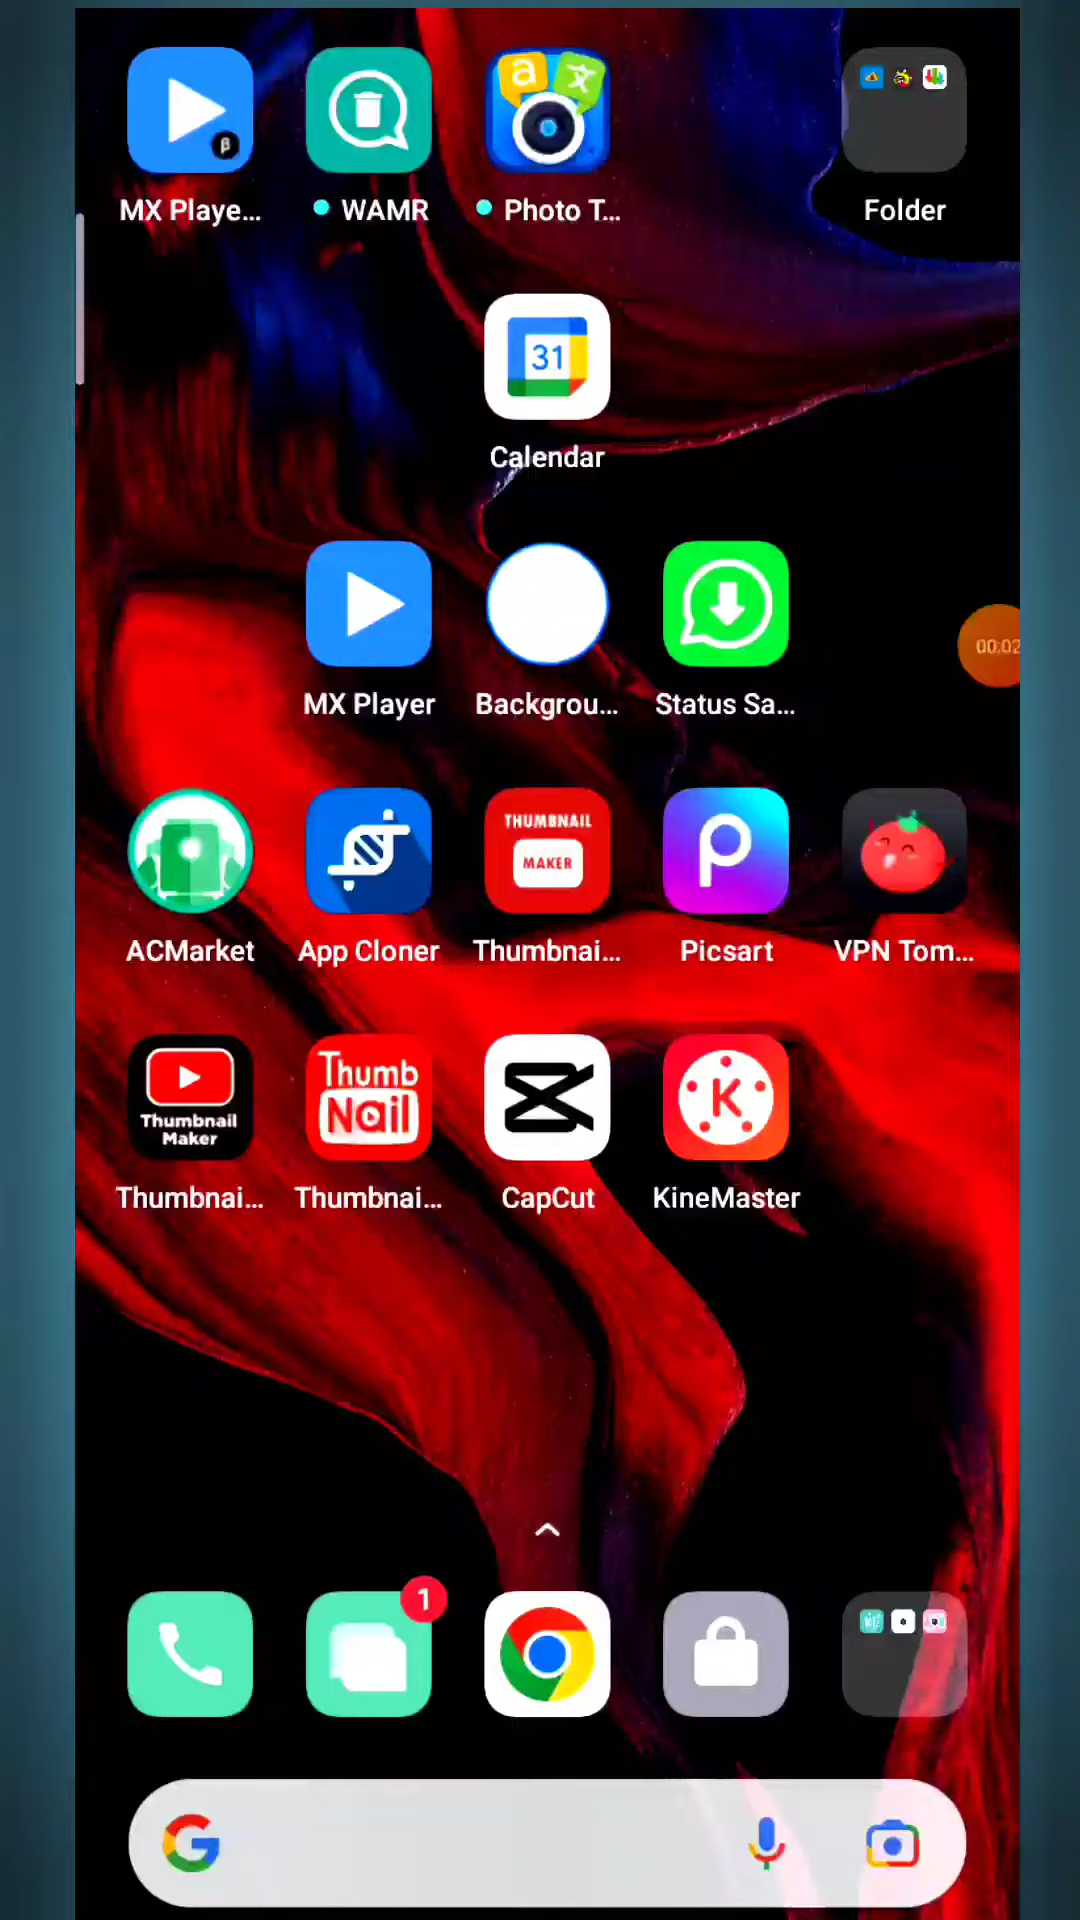 MX Playe...
WAMR
Photo T...
Folder
31
Calendar
MX Player
Backgrou...
Status Sa...
00:02
THUMBNAIL
MAKER
ACMarket
App Cloner
Thumbnai...
Picsart
VPN Tom...
Thumbnail
Maker
Thumb
Nail
K
Thumbnai...
Thumbnai...
CapCut
KineMaster
1